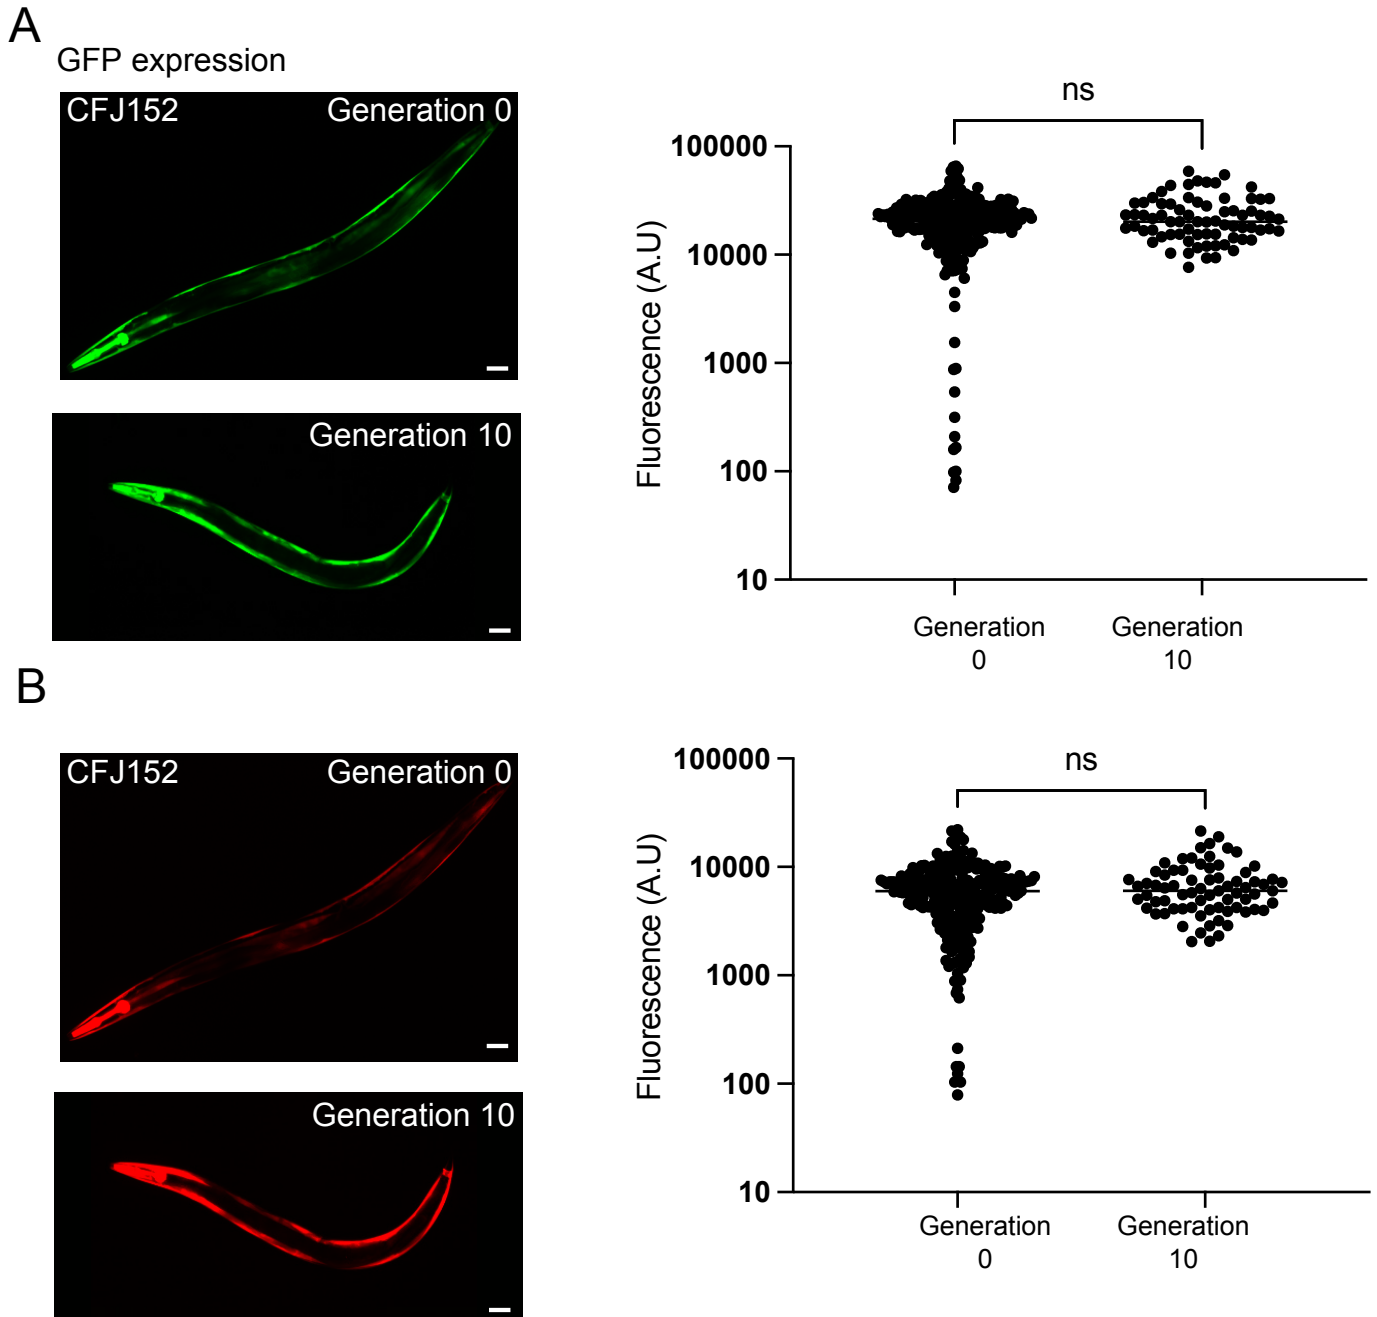 A
GFP expression
CFJ152 Generation 0
Generation 10
ns
Fluorescence (A.U)
100000
10000
1000
100
10
Generation 0
Generation 10
B
CFJ152 Generation 0
Generation 10
ns
Fluorescence (A.U)
100000
10000
1000
100
10
Generation 0
Generation 10